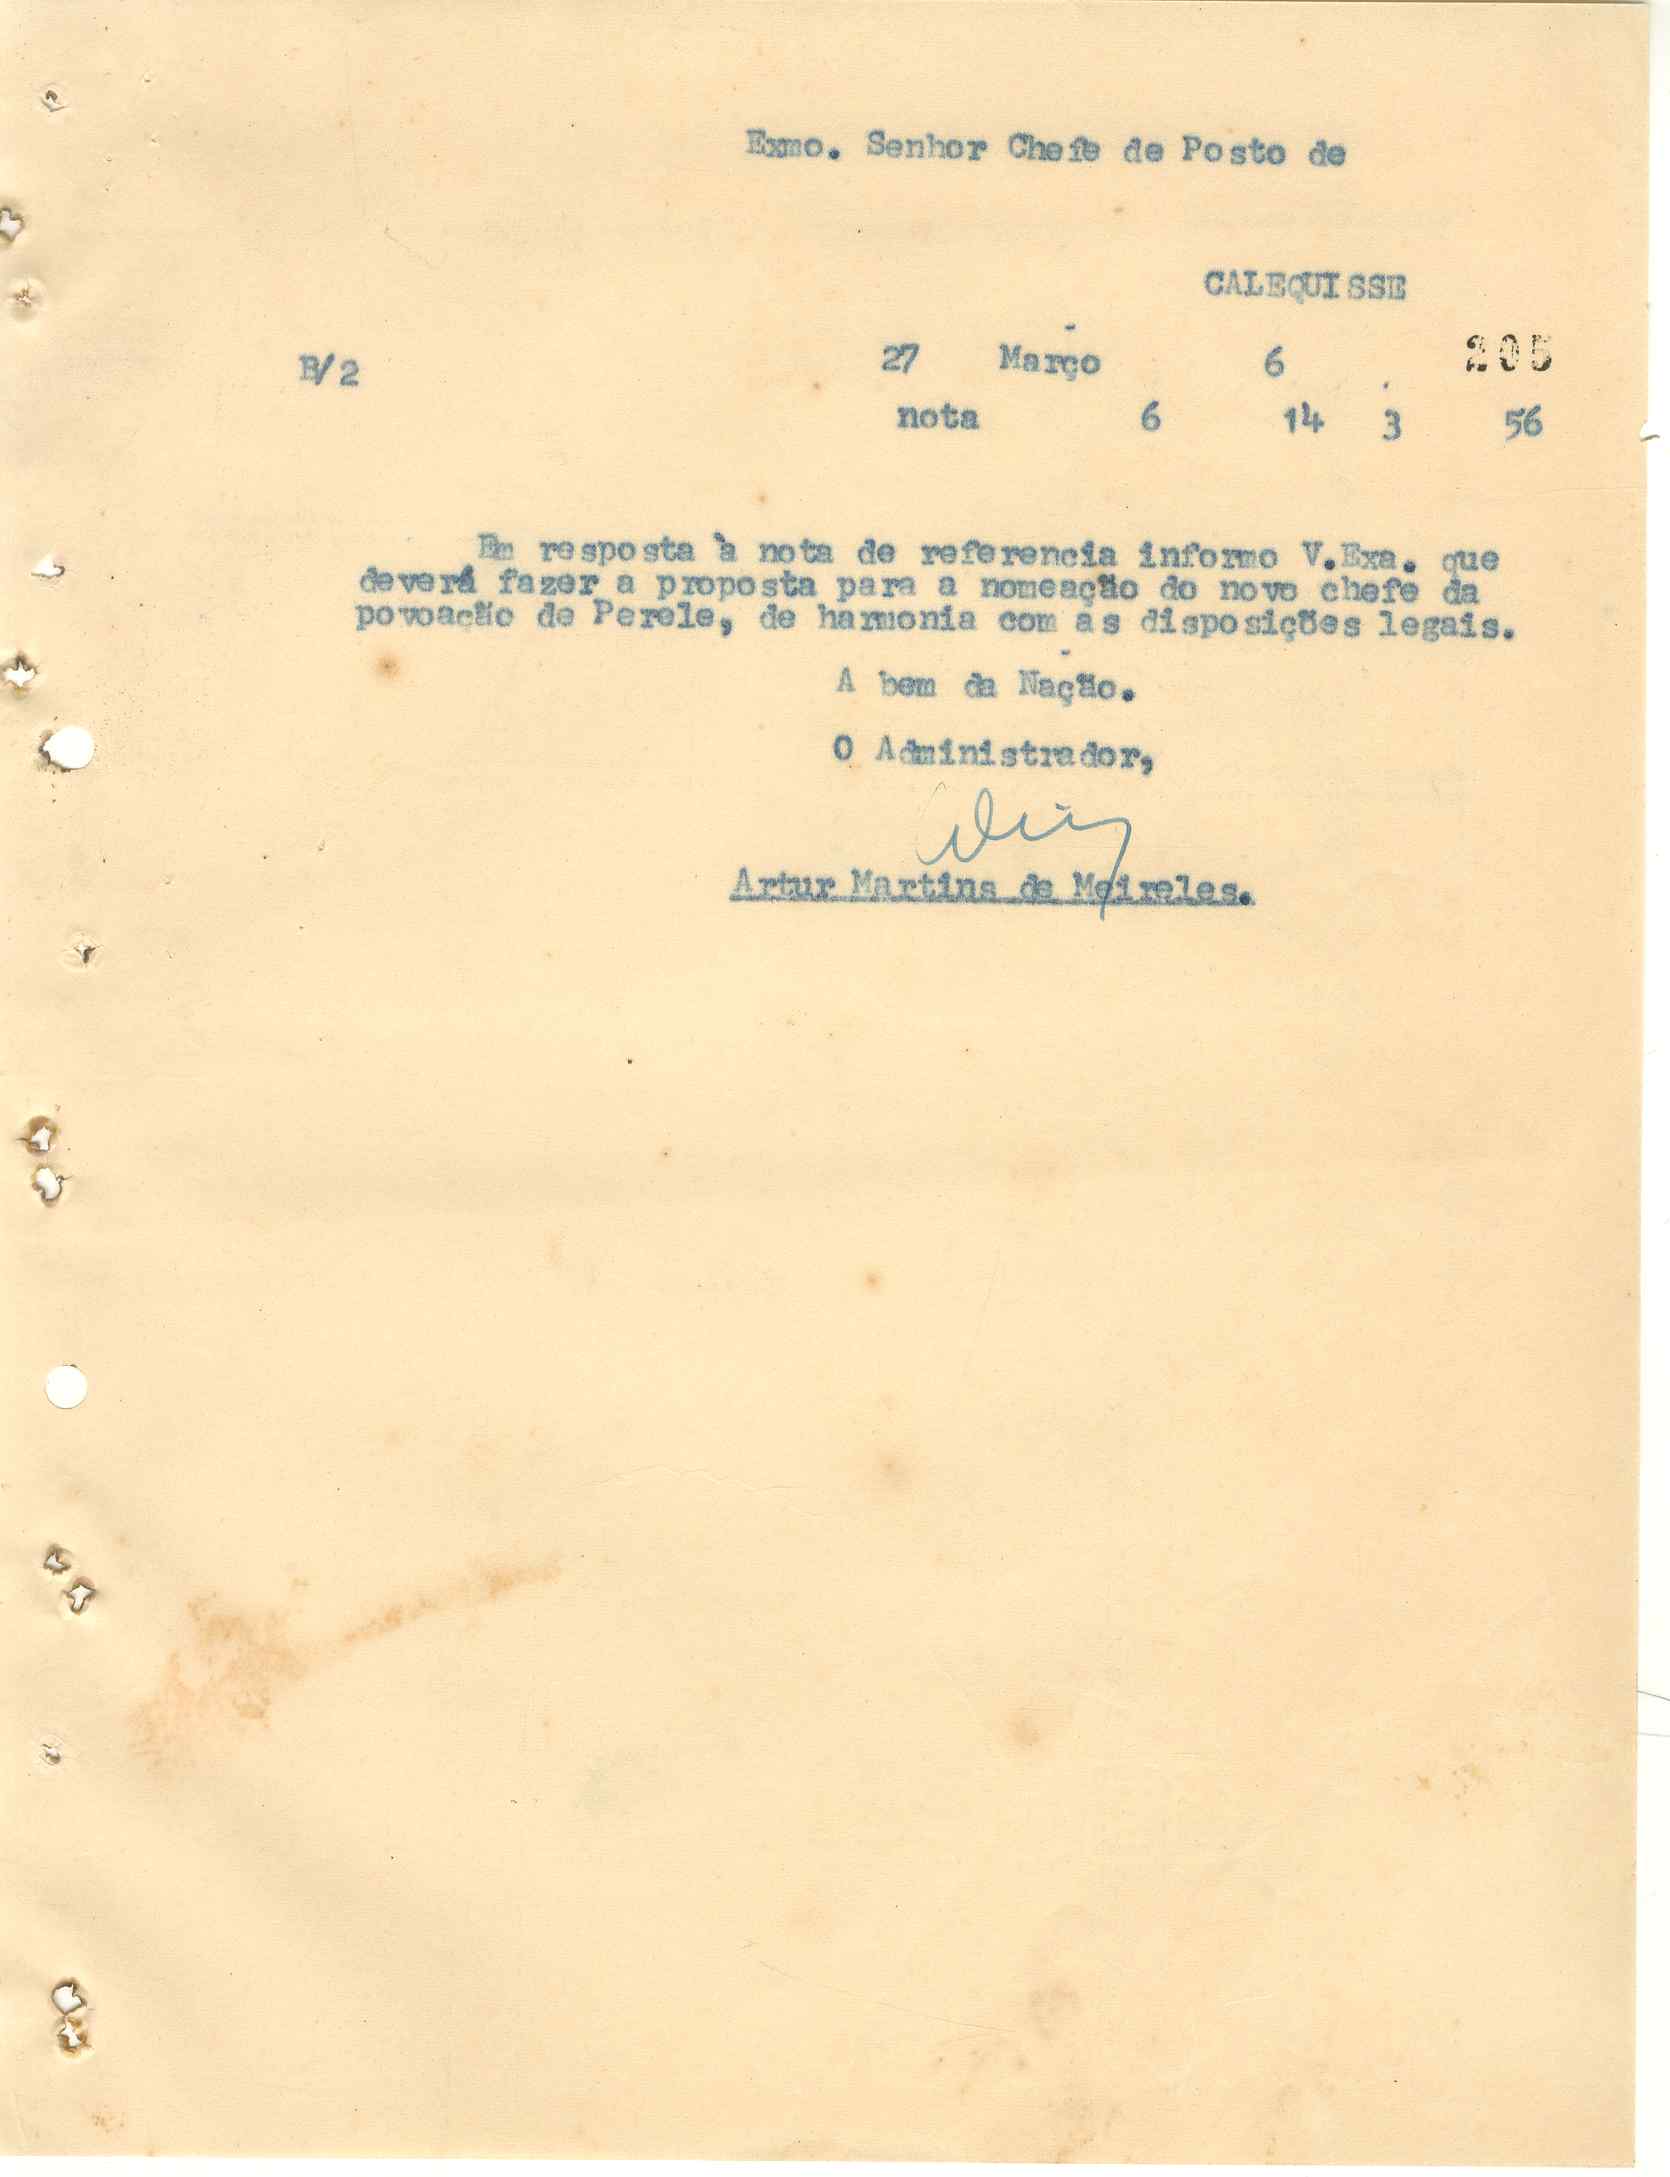 Exmo. Senhor Chefe de Posto de
CALEQUISSE
B/2 27 Março 6 205
nota 6 14 3 56
Em resposta à nota de referencia informo V.Exa. que
deverá fazer a proposta para a nomeação do novo chefe da
povoação de Perele, de harmonia com as disposições legais.
A bem da Nação.
O Administrador,
Artur Martins de Meireles.